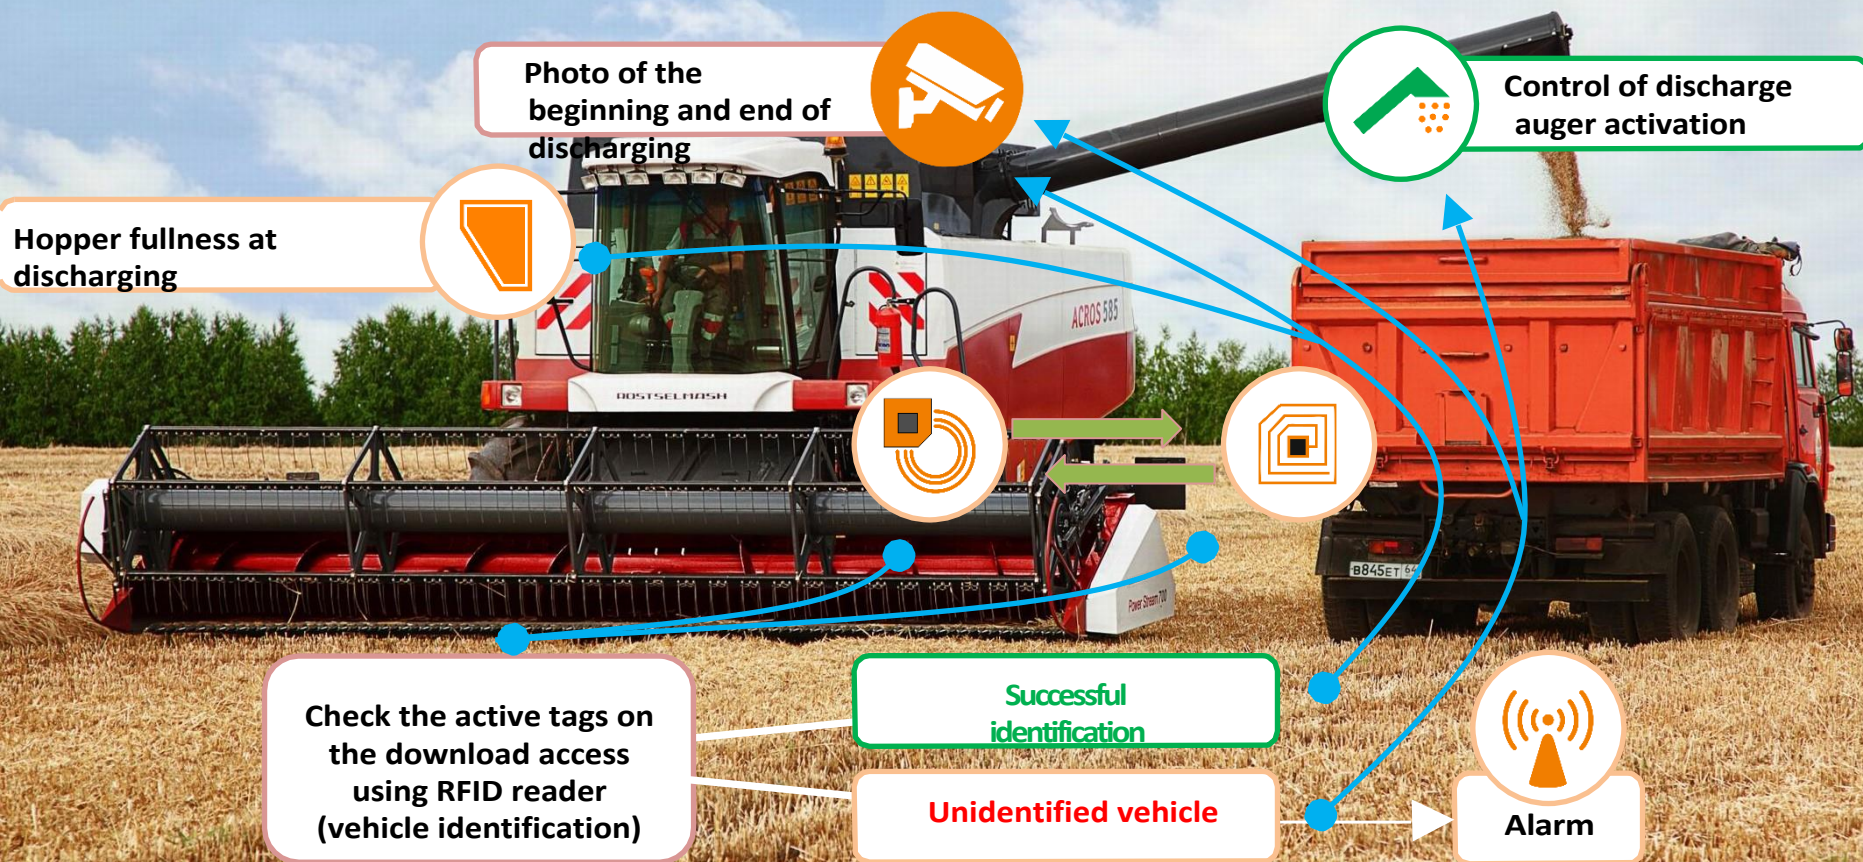 Photo of the
beginning and end of
discharging
Control of discharge
auger activation
Hopper fullness at
discharging
ACROS 585
ROSTSELMASH
Power Stream 700
В845ЕТ 64
Check the active tags on
the download access
using RFID reader
(vehicle identification)
Successful
identification
Unidentified vehicle
Alarm